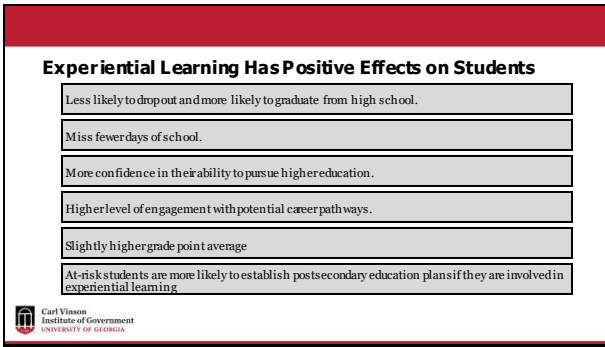 Experiential Learning Has Positive Effects on Students
Less likely to drop out and more likely to graduate from high school.
Miss fewer days of school.
More confidence in their ability to pursue higher education.
Higher level of engagement with potential career pathways.
Slightly higher grade point average
At-risk students are more likely to establish postsecondary education plans if they are involved in
experiential learning
Carl Vinson
Institute of Government
UNIVERSITY OF GEORGIA